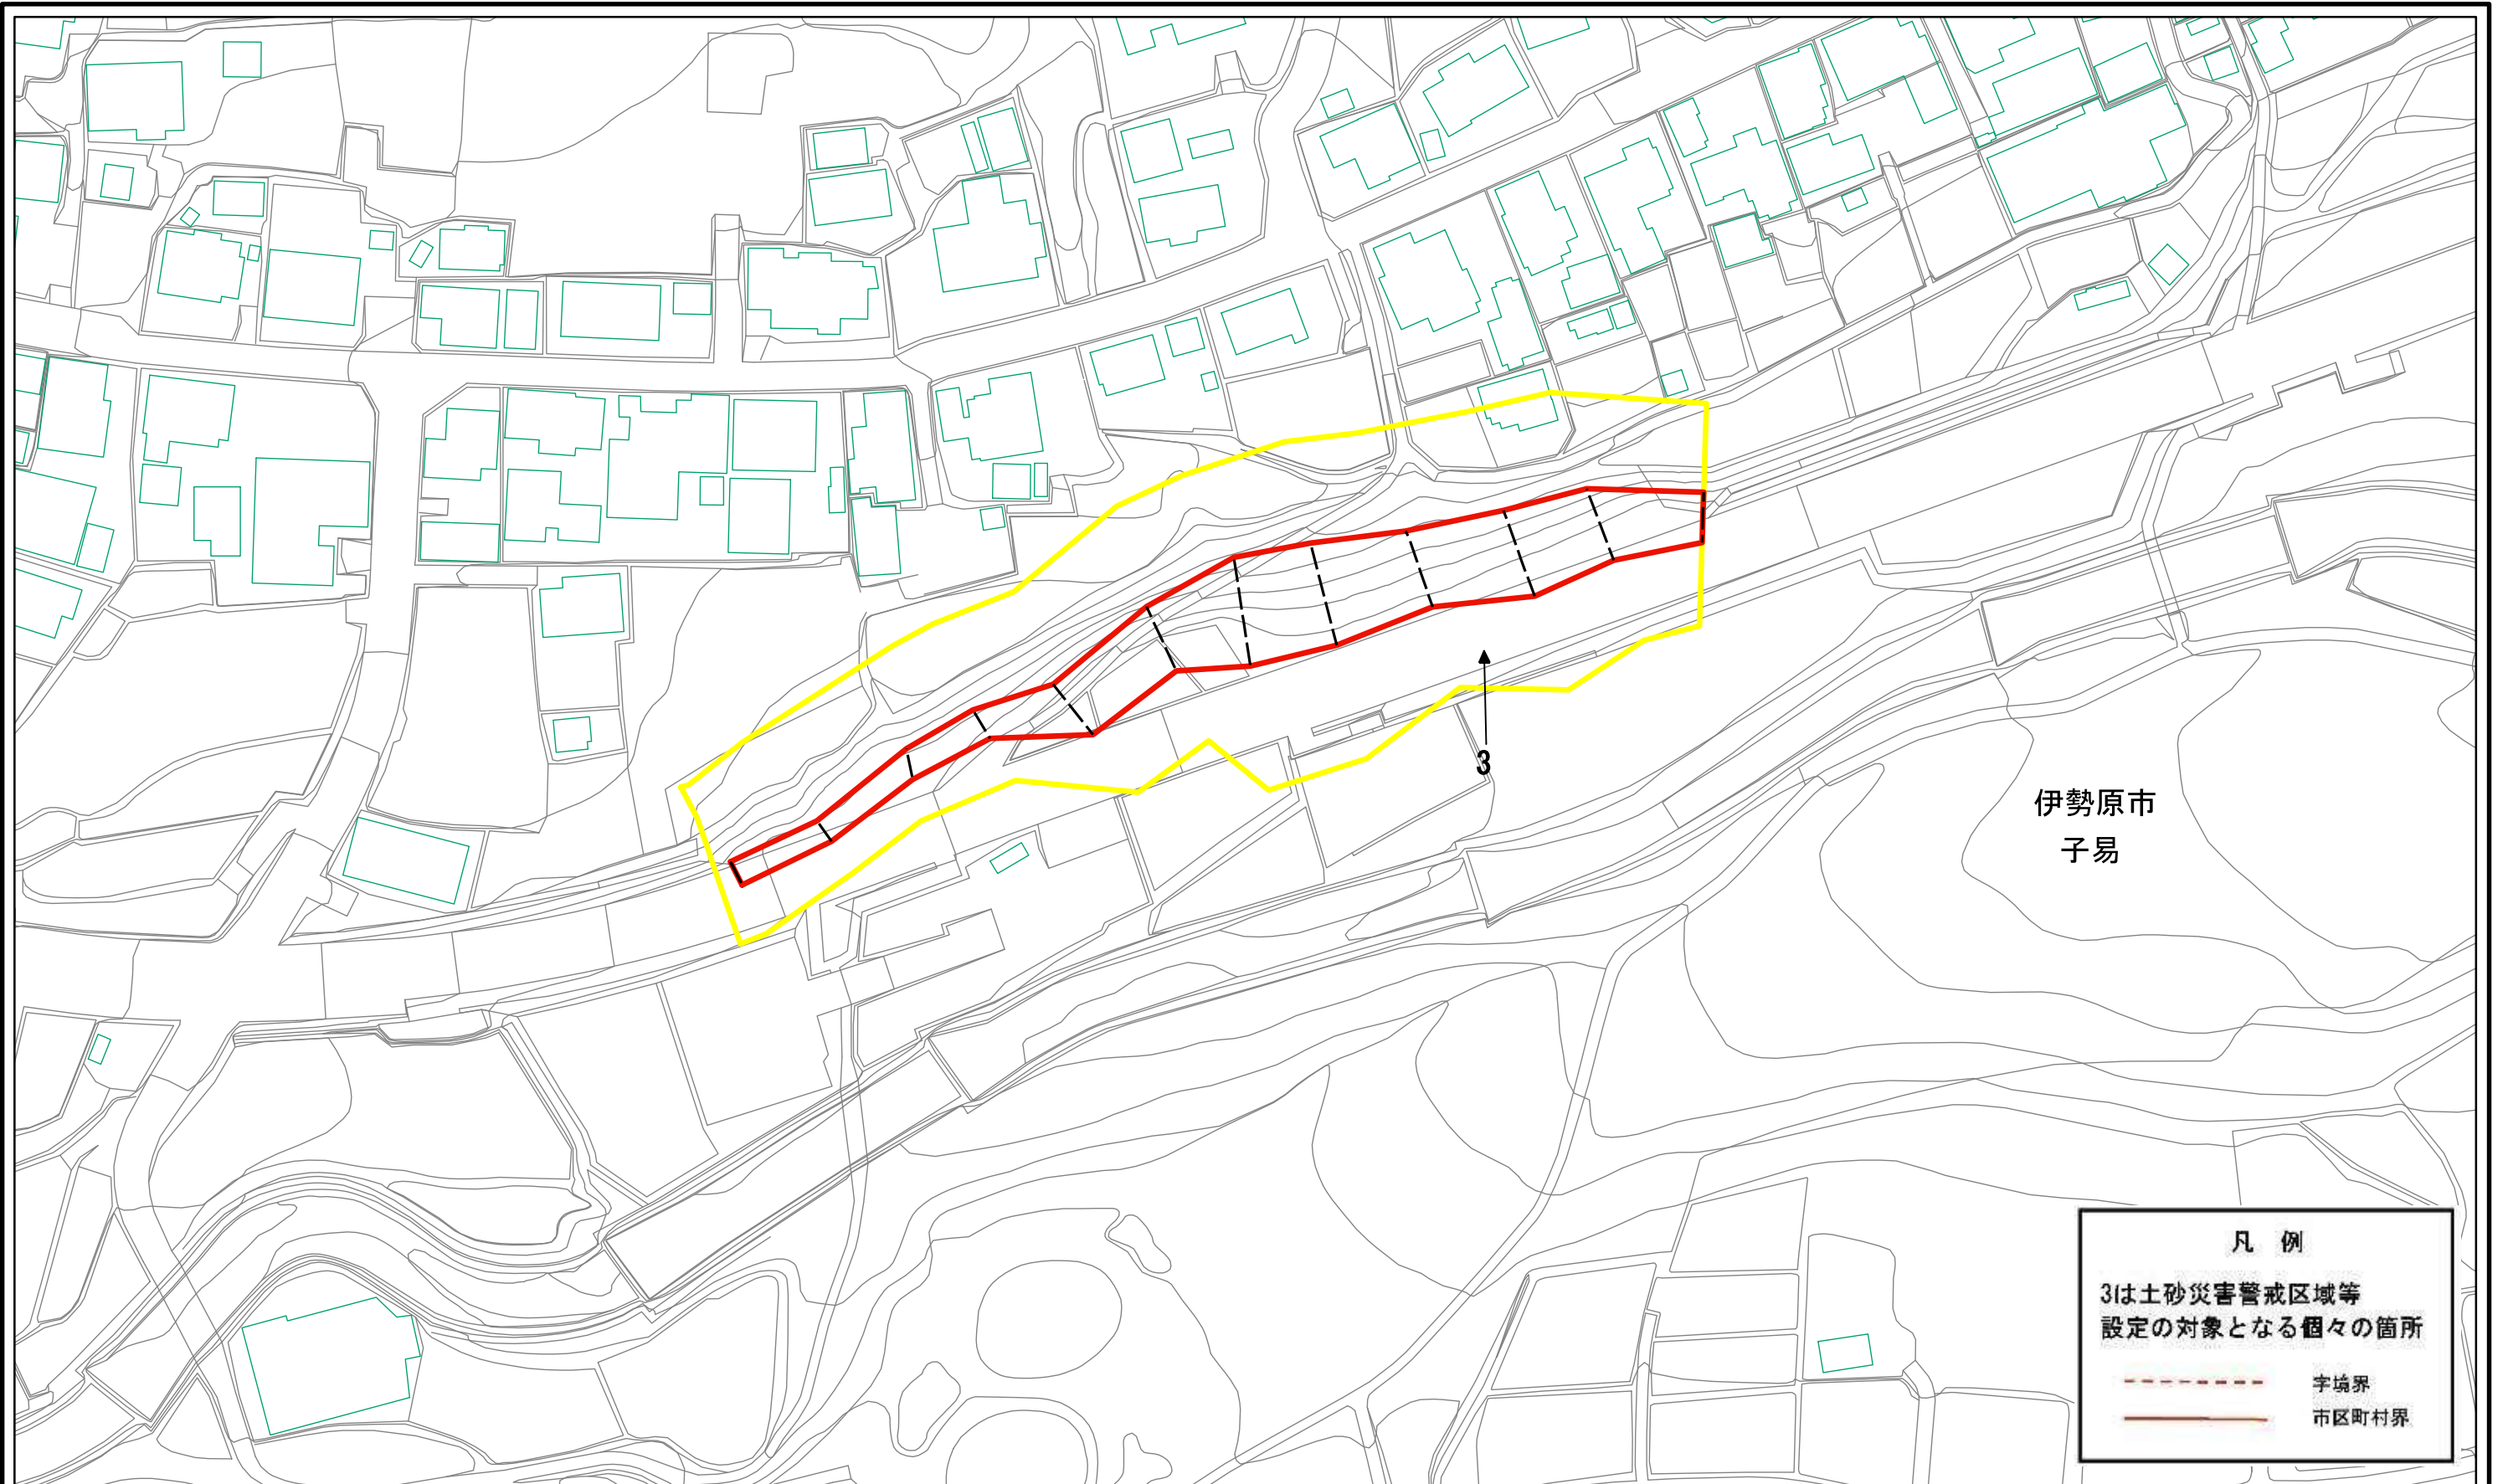 3
伊勢原市
子易
凡 例
3は土砂災害警戒区域等
設定の対象となる個々の箇所
字境界
市区町村界